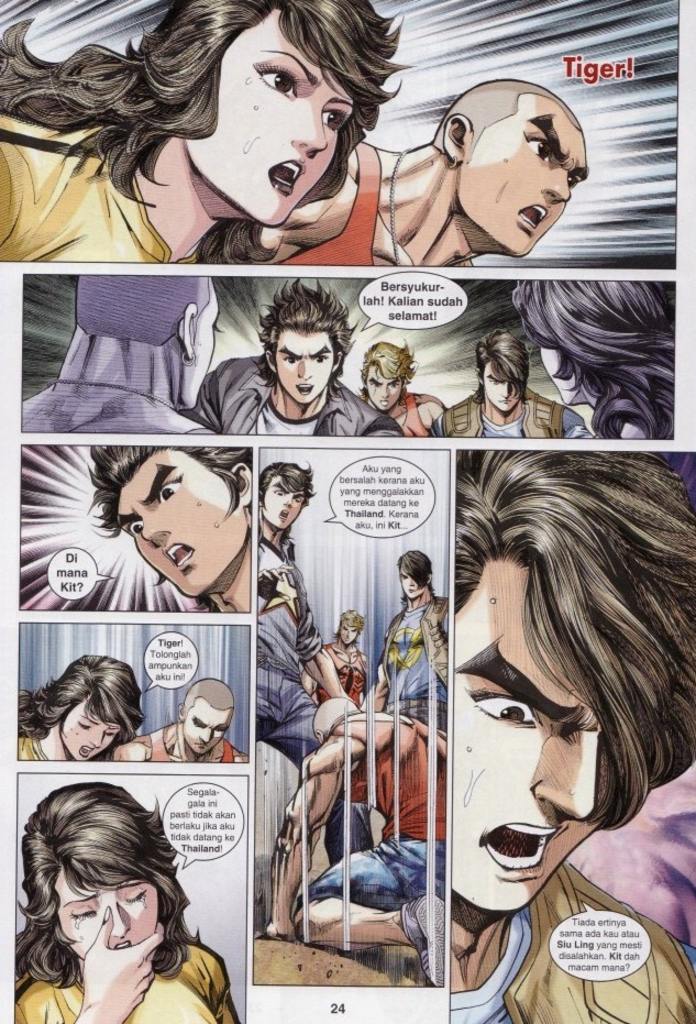 Tiger!
Bersyukur-
lah! Kalian sudah
selamat!
Di
mana
Kit?
Tiger!
Tolonglah
ampunkan
aku!
Segala-
gala ini
pasti tidak akan
berlaku jika aku
tidak datang ke
Thailand!
Aku yang
bersalah kerana aku
yang menggalakkan
mereka datang ke
Thailand. Kerana
aku, ini Kit...
Tiada ertinya
sama ada kau atau
Siu Ling yang mesti
disalahkan. Kit dah
macam mana?
24